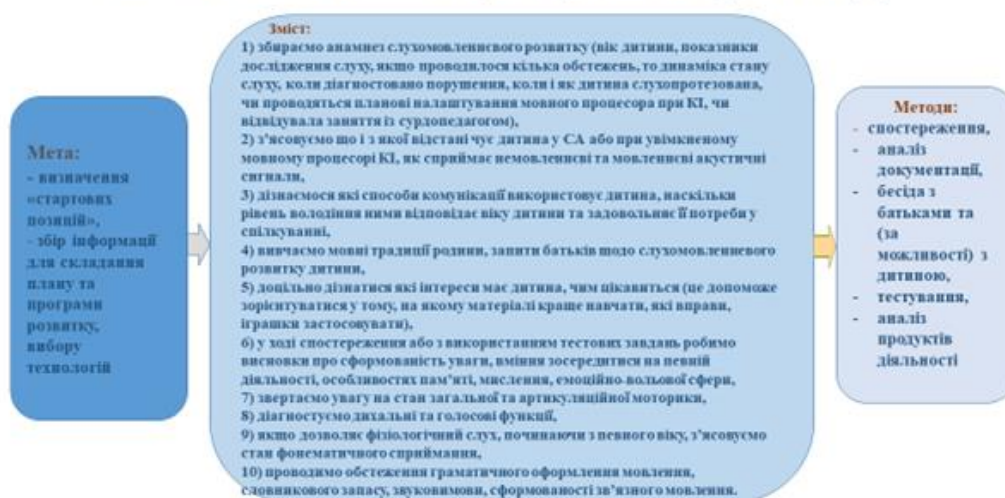 Мета:
- визначення
«стартових
позицій»,
- збір інформації
для складання
плану та
програми
розвитку,
вибору
технологій
Зміст:
1) збираємо анамнез слухомовленнєвого розвитку (вік дитини, показники
дослідження слуху, якщо проводилося кілька обстежень, то динаміка стану
слуху, коли діагностовано порушення, коли і як дитина слухопротезована,
чи проводяться планові налаштування мовного процесора при КІ, чи
відвідувала заняття із сурдопедагогом),
2) з’ясовуємо що і з якої відстані чує дитина у СА або при увімкненому
мовному процесорі КІ, як сприймає немовленнєві та мовленнєві акустичні
сигнали,
3) дізнаємося які способи комунікації використовує дитина, наскільки
рівень володіння ними відповідає віку дитини та задовольняє її потреби у
спілкуванні,
4) вивчаємо мовні традиції родини, запити батьків щодо слухомовленневого
розвитку дитини,
5) доцільно дізнатися які інтереси має дитина, чим цікавиться (це допоможе
зорієнтуватися у тому, на якому матеріалі краще навчати, які вправи,
іграшки застосовувати),
6) у ході спостереження або з використанням тестових завдань робимо
висновки про сформованість уваги, вміння зосередитися на певній
діяльності, особливостях пам’яті, мислення, емоційно-вольової сфери,
7) звертаємо увагу на стан загальної та артикуляційної моторики,
8) діагностуємо дихальні та голосові функції,
9) якщо дозволяє фізіологічний слух, починаючи з певного віку, з’ясовуємо
стан фонематичного сприймання,
10) проводимо обстеження граматичного оформлення мовлення,
словникового запасу, звуковимови, сформованості зв’язного мовлення.
Методи:
- спостереження,
- аналіз
документації,
- бесіда з
батьками та
(за
можливості) з
дитиною,
- тестування,
- аналіз
продуктів
діяльності